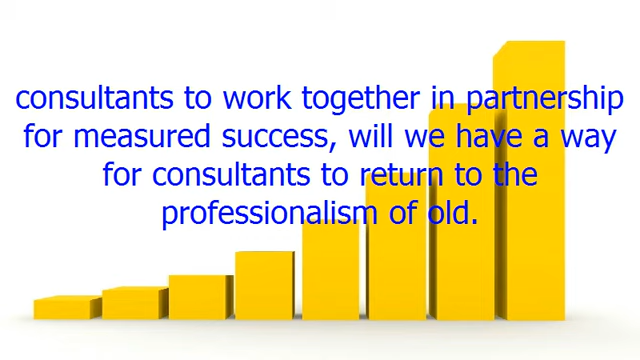 consultants to work together in partnership
for measured success, will we have a way
for consultants to return to the
professionalism of old.